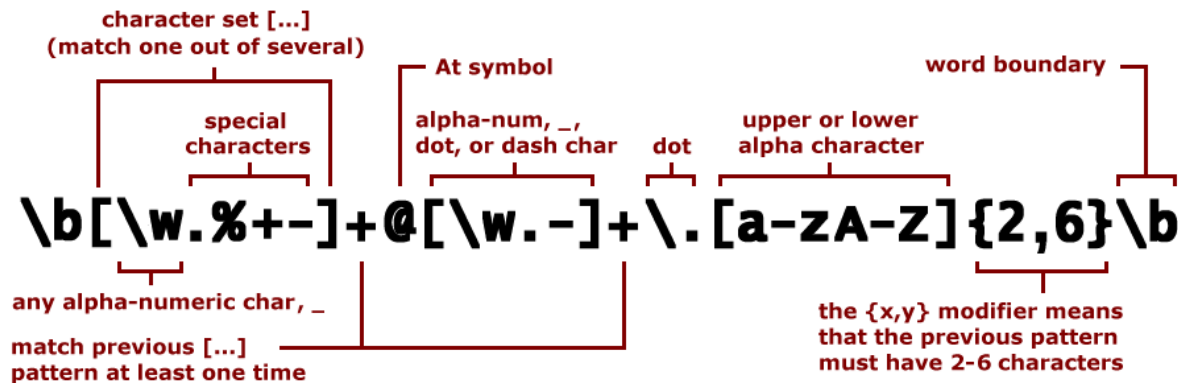 character set [...]
(match one out of several)
At symbol
word boundary
special
characters
alpha-num, _,
dot, or dash char
dot
upper or lower
alpha character
\b[\w.%+-]+@[\w.-]+\.[a-zA-Z]{2,6}\b
any alpha-numeric char, _
match previous [...]
pattern at least one time
the {x,y} modifier means
that the previous pattern
must have 2-6 characters